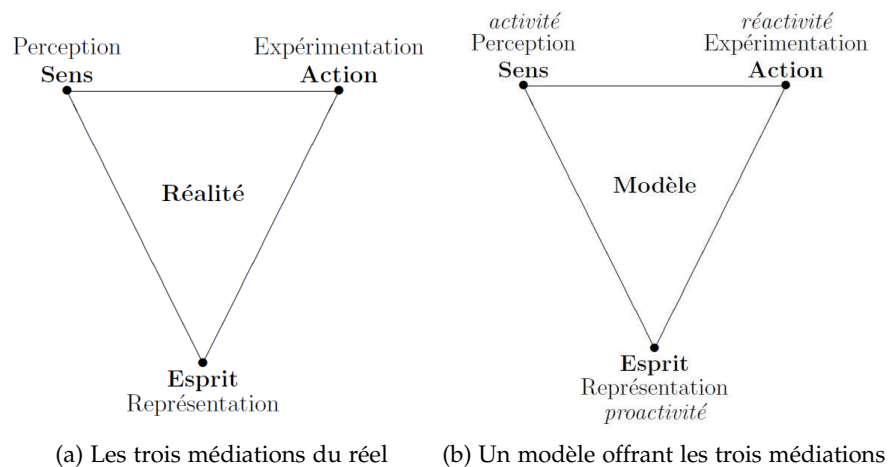 Perception
Sens
Expérimentation
Action
Réalité
Esprit
Représentation
(a) Les trois médiations du réel
activité
Perception
Sens
réactivité
Expérimentation
Action
Modèle
Esprit
Représentation
proactivité
(b) Un modèle offrant les trois médiations